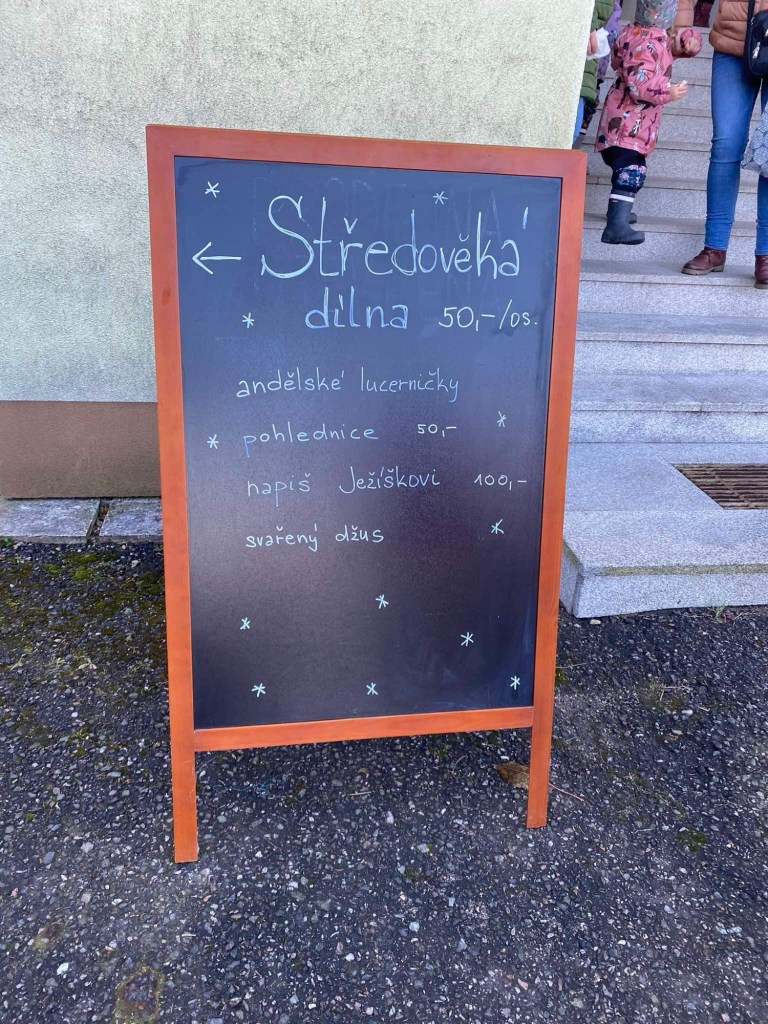 ← Středověká
dílna 50,-/os.
andělské lucerničky
pohlednice 50,-
napiš Ježíškovi 100,-
svařený džus